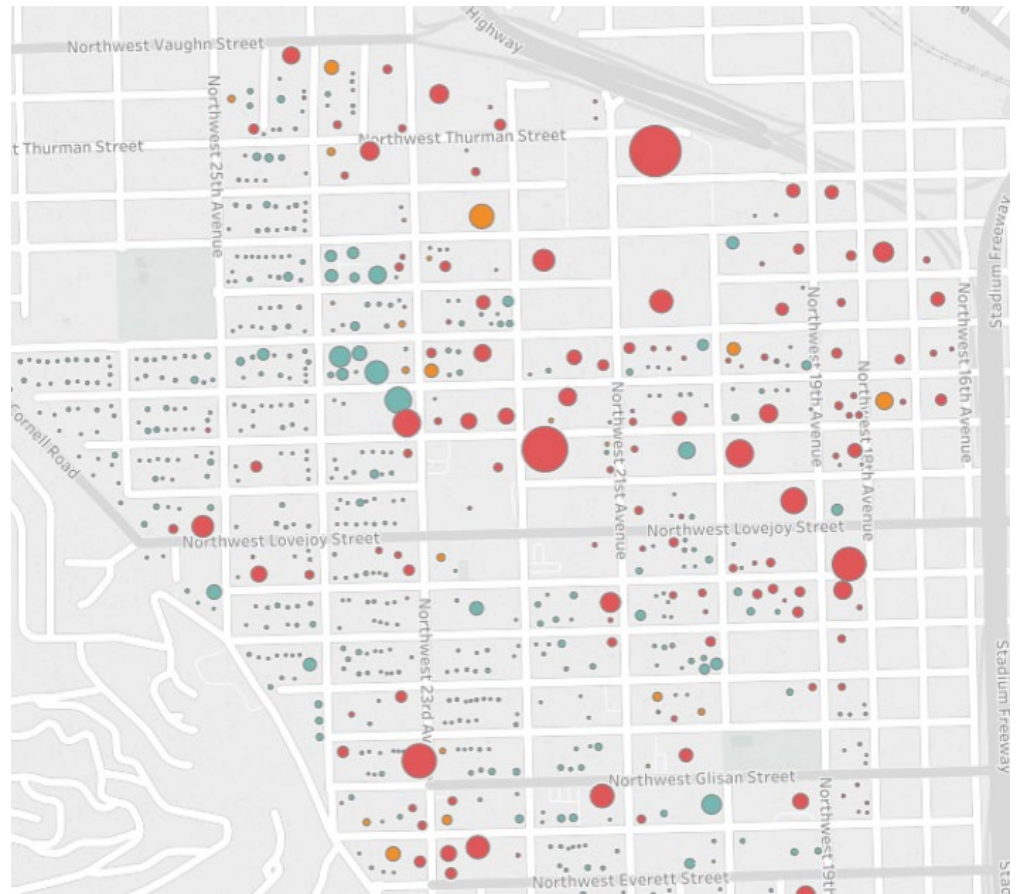 Highway
Northwest Vaughn Street
Northwest 25th Avenue
t Thurman Street
Northwest Thurman Street
Stadium Freeway
Northwest 19th Avenue
Northwest 16th Avenue
Northwest 18th Avenue
Northwest 21st Avenue
Cornell Road
Northwest Lovejoy Street
Northwest Lovejoy Street
Northwest 23rd Av
Stadium Freeway
Northwest Glisan Street
Northwest 19th
Northwest Everett Street
Stad